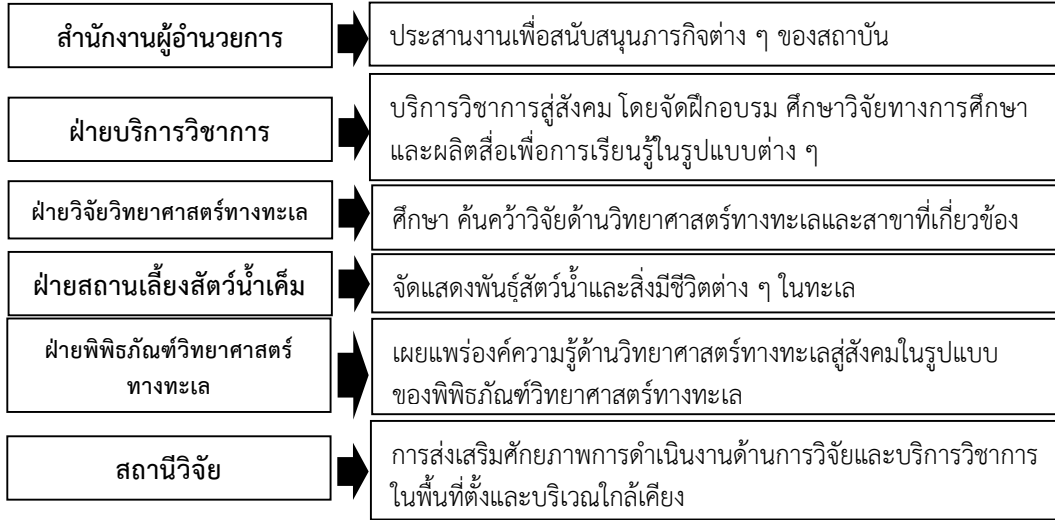 สำนักงานผู้อำนวยการ
ประสานงานเพื่อสนับสนุนภารกิจต่าง ๆ ของสถาบัน
ฝ่ายบริการวิชาการ
บริการวิชาการสู่สังคม โดยจัดฝึกอบรม ศึกษาวิจัยทางการศึกษา
และผลิตสื่อเพื่อการเรียนรู้ในรูปแบบต่าง ๆ
ฝ่ายวิจัยวิทยาศาสตร์ทางทะเล
ศึกษา ค้นคว้าวิจัยด้านวิทยาศาสตร์ทางทะเลและสาขาที่เกี่ยวข้อง
ฝ่ายสถานเลี้ยงสัตว์น้ำเค็ม
จัดแสดงพันธุ์สัตว์น้ำและสิ่งมีชีวิตต่าง ๆ ในทะเล
ฝ่ายพิพิธภัณฑ์วิทยาศาสตร์
ทางทะเล
เผยแพร่องค์ความรู้ด้านวิทยาศาสตร์ทางทะเลสู่สังคมในรูปแบบ
ของพิพิธภัณฑ์วิทยาศาสตร์ทางทะเล
สถานีวิจัย
การส่งเสริมศักยภาพการดำเนินงานด้านการวิจัยและบริการวิชาการ
ในพื้นที่ตั้งและบริเวณใกล้เคียง